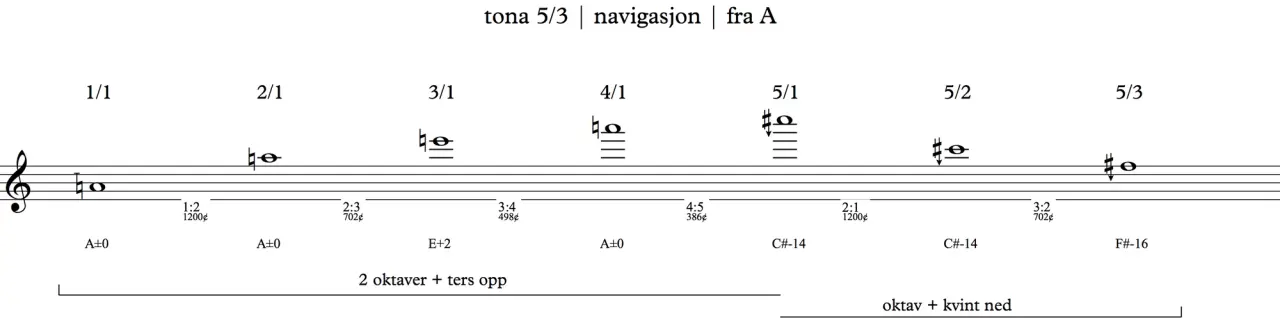 tona 5/3 | navigasjon | fra A
1/1 2/1 3/1 4/1 5/1 5/2 5/3
1:2 2:3 3:4 4:5 2:1 3:2
1200¢ 702¢ 498¢ 386¢ 1200¢ 702¢
A±0 A±0 E+2 A±0 C#-14 C#-14 F#-16
2 oktaver + ters opp
oktav + kvint ned